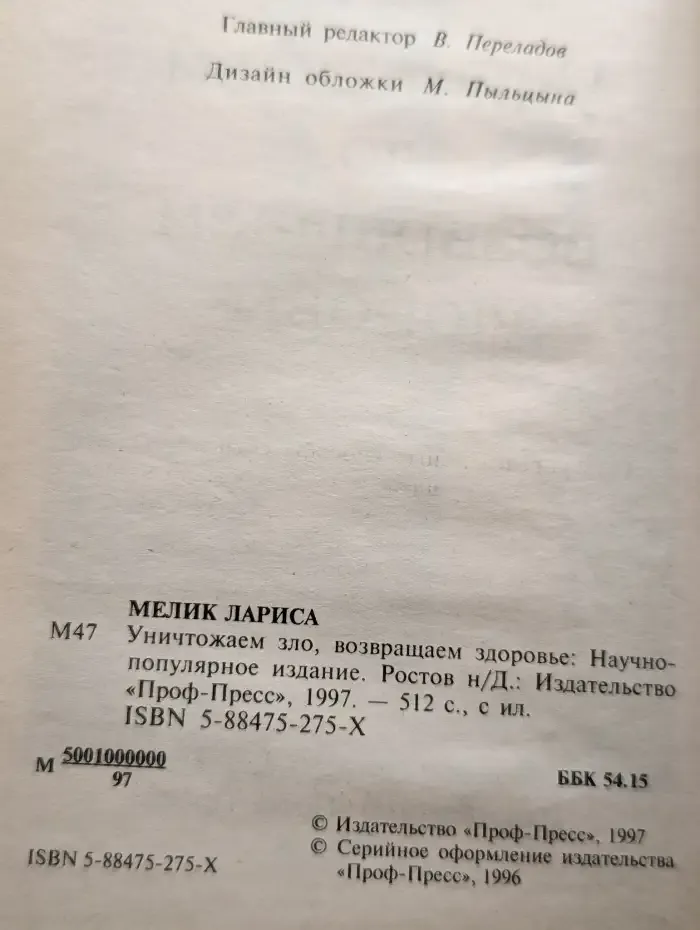 Главный редактор В. Переладов
Дизайн обложки М. Пыльцына
МЕЛИК ЛАРИСА
М47 Уничтожаем зло, возвращаем здоровье: Научно-
популярное издание. Ростов н/Д.: Издательство
«Проф-Пресс», 1997. — 512 с., с ил.
ISBN 5-88475-275-X
М 5001000000
97
ББК 54.15
© Издательство «Проф-Пресс», 1997
© Серийное оформление издательства
«Проф-Пресс», 1996
ISBN 5-88475-275-X